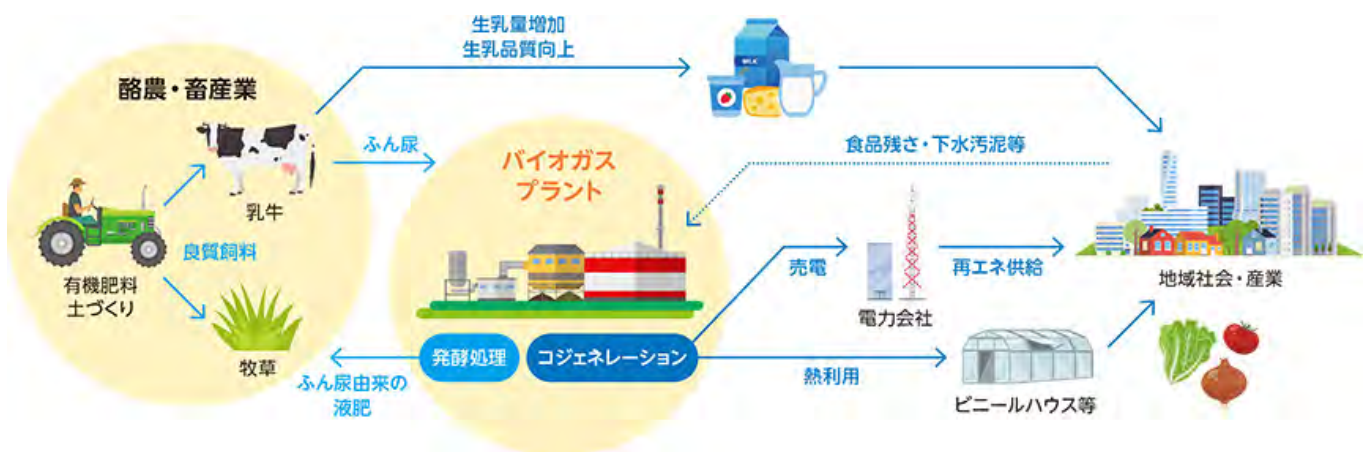 生乳量増加
生乳品質向上
酪農・畜産業
MILK
ふん尿
食品残さ・下水汚泥等
バイオガス
プラント
乳牛
良質飼料
売電
再エネ供給
有機肥料
土づくり
地域社会・産業
電力会社
牧草
発酵処理
コジェネレーション
ふん尿由来の
液肥
熱利用
ビニールハウス等